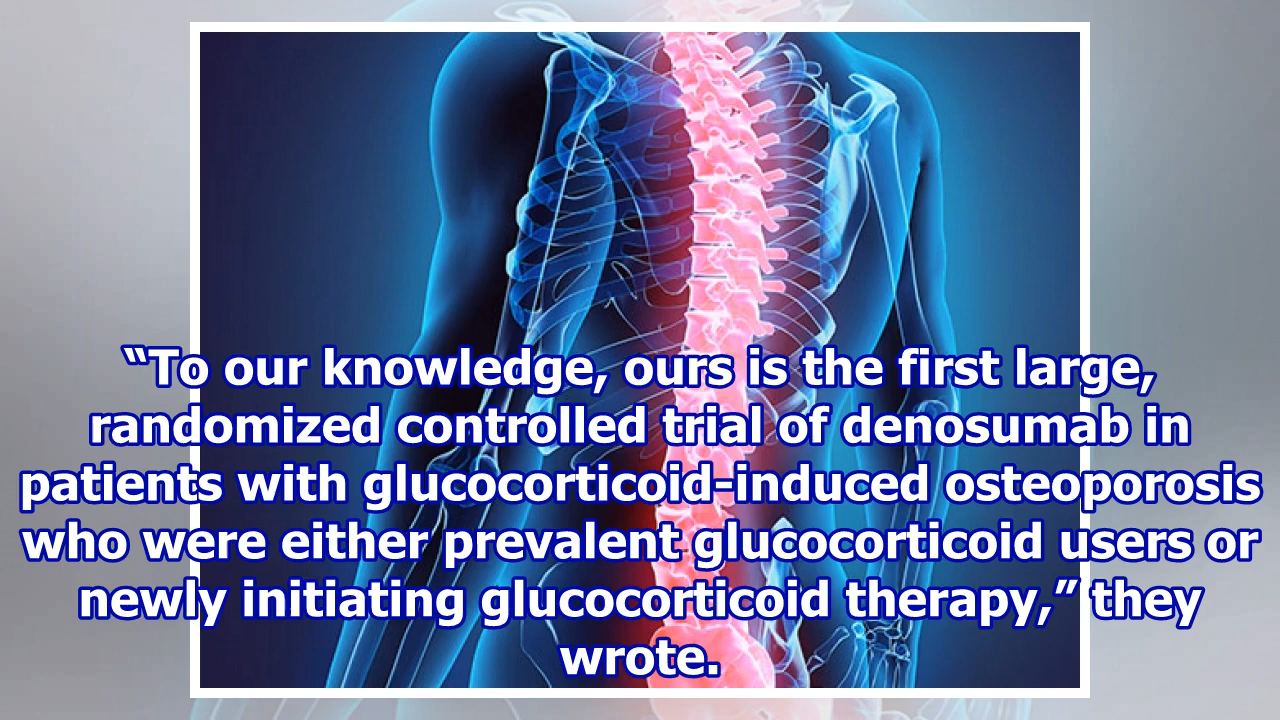 “To our knowledge, ours is the first large,
randomized controlled trial of denosumab in
patients with glucocorticoid-induced osteoporosis
who were either prevalent glucocorticoid users or
newly initiating glucocorticoid therapy,” they
wrote.